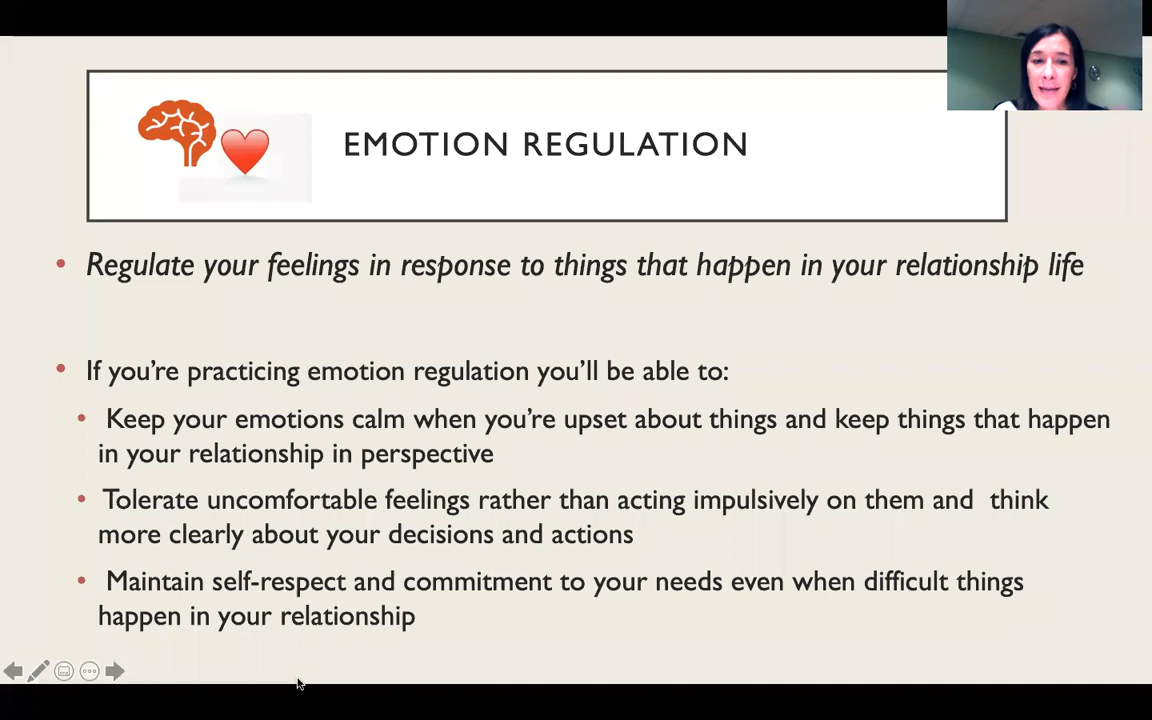 EMOTION REGULATION
• Regulate your feelings in response to things that happen in your relationship life
• If you’re practicing emotion regulation you’ll be able to:
• Keep your emotions calm when you’re upset about things and keep things that happen
in your relationship in perspective
• Tolerate uncomfortable feelings rather than acting impulsively on them and think
more clearly about your decisions and actions
• Maintain self-respect and commitment to your needs even when difficult things
happen in your relationship